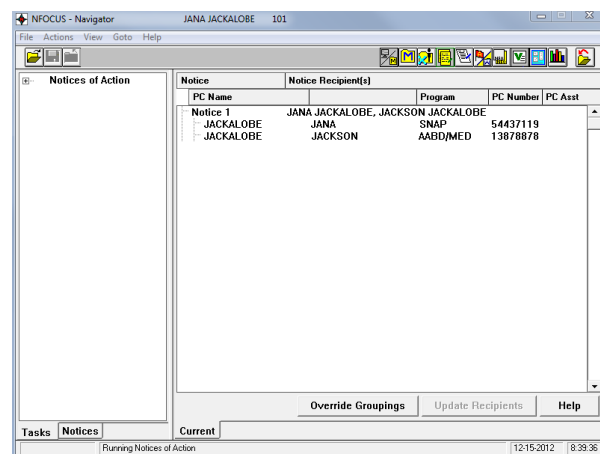 NFOCUS - Navigator JANA JACKALOBE 101
File Actions View Goto Help
Notices of Action
Notice Notice Recipient(s)
PC Name Program PC Number PC Asst
Notice 1 JANA JACKALOBE, JACKSON JACKALOBE
JACKALOBE JANA SNAP 54437119
JACKALOBE JACKSON AABD/MED 13878878
Override Groupings Update Recipients Help
Tasks Notices Current
Running Notices of Action 12-15-2012 8:39:36